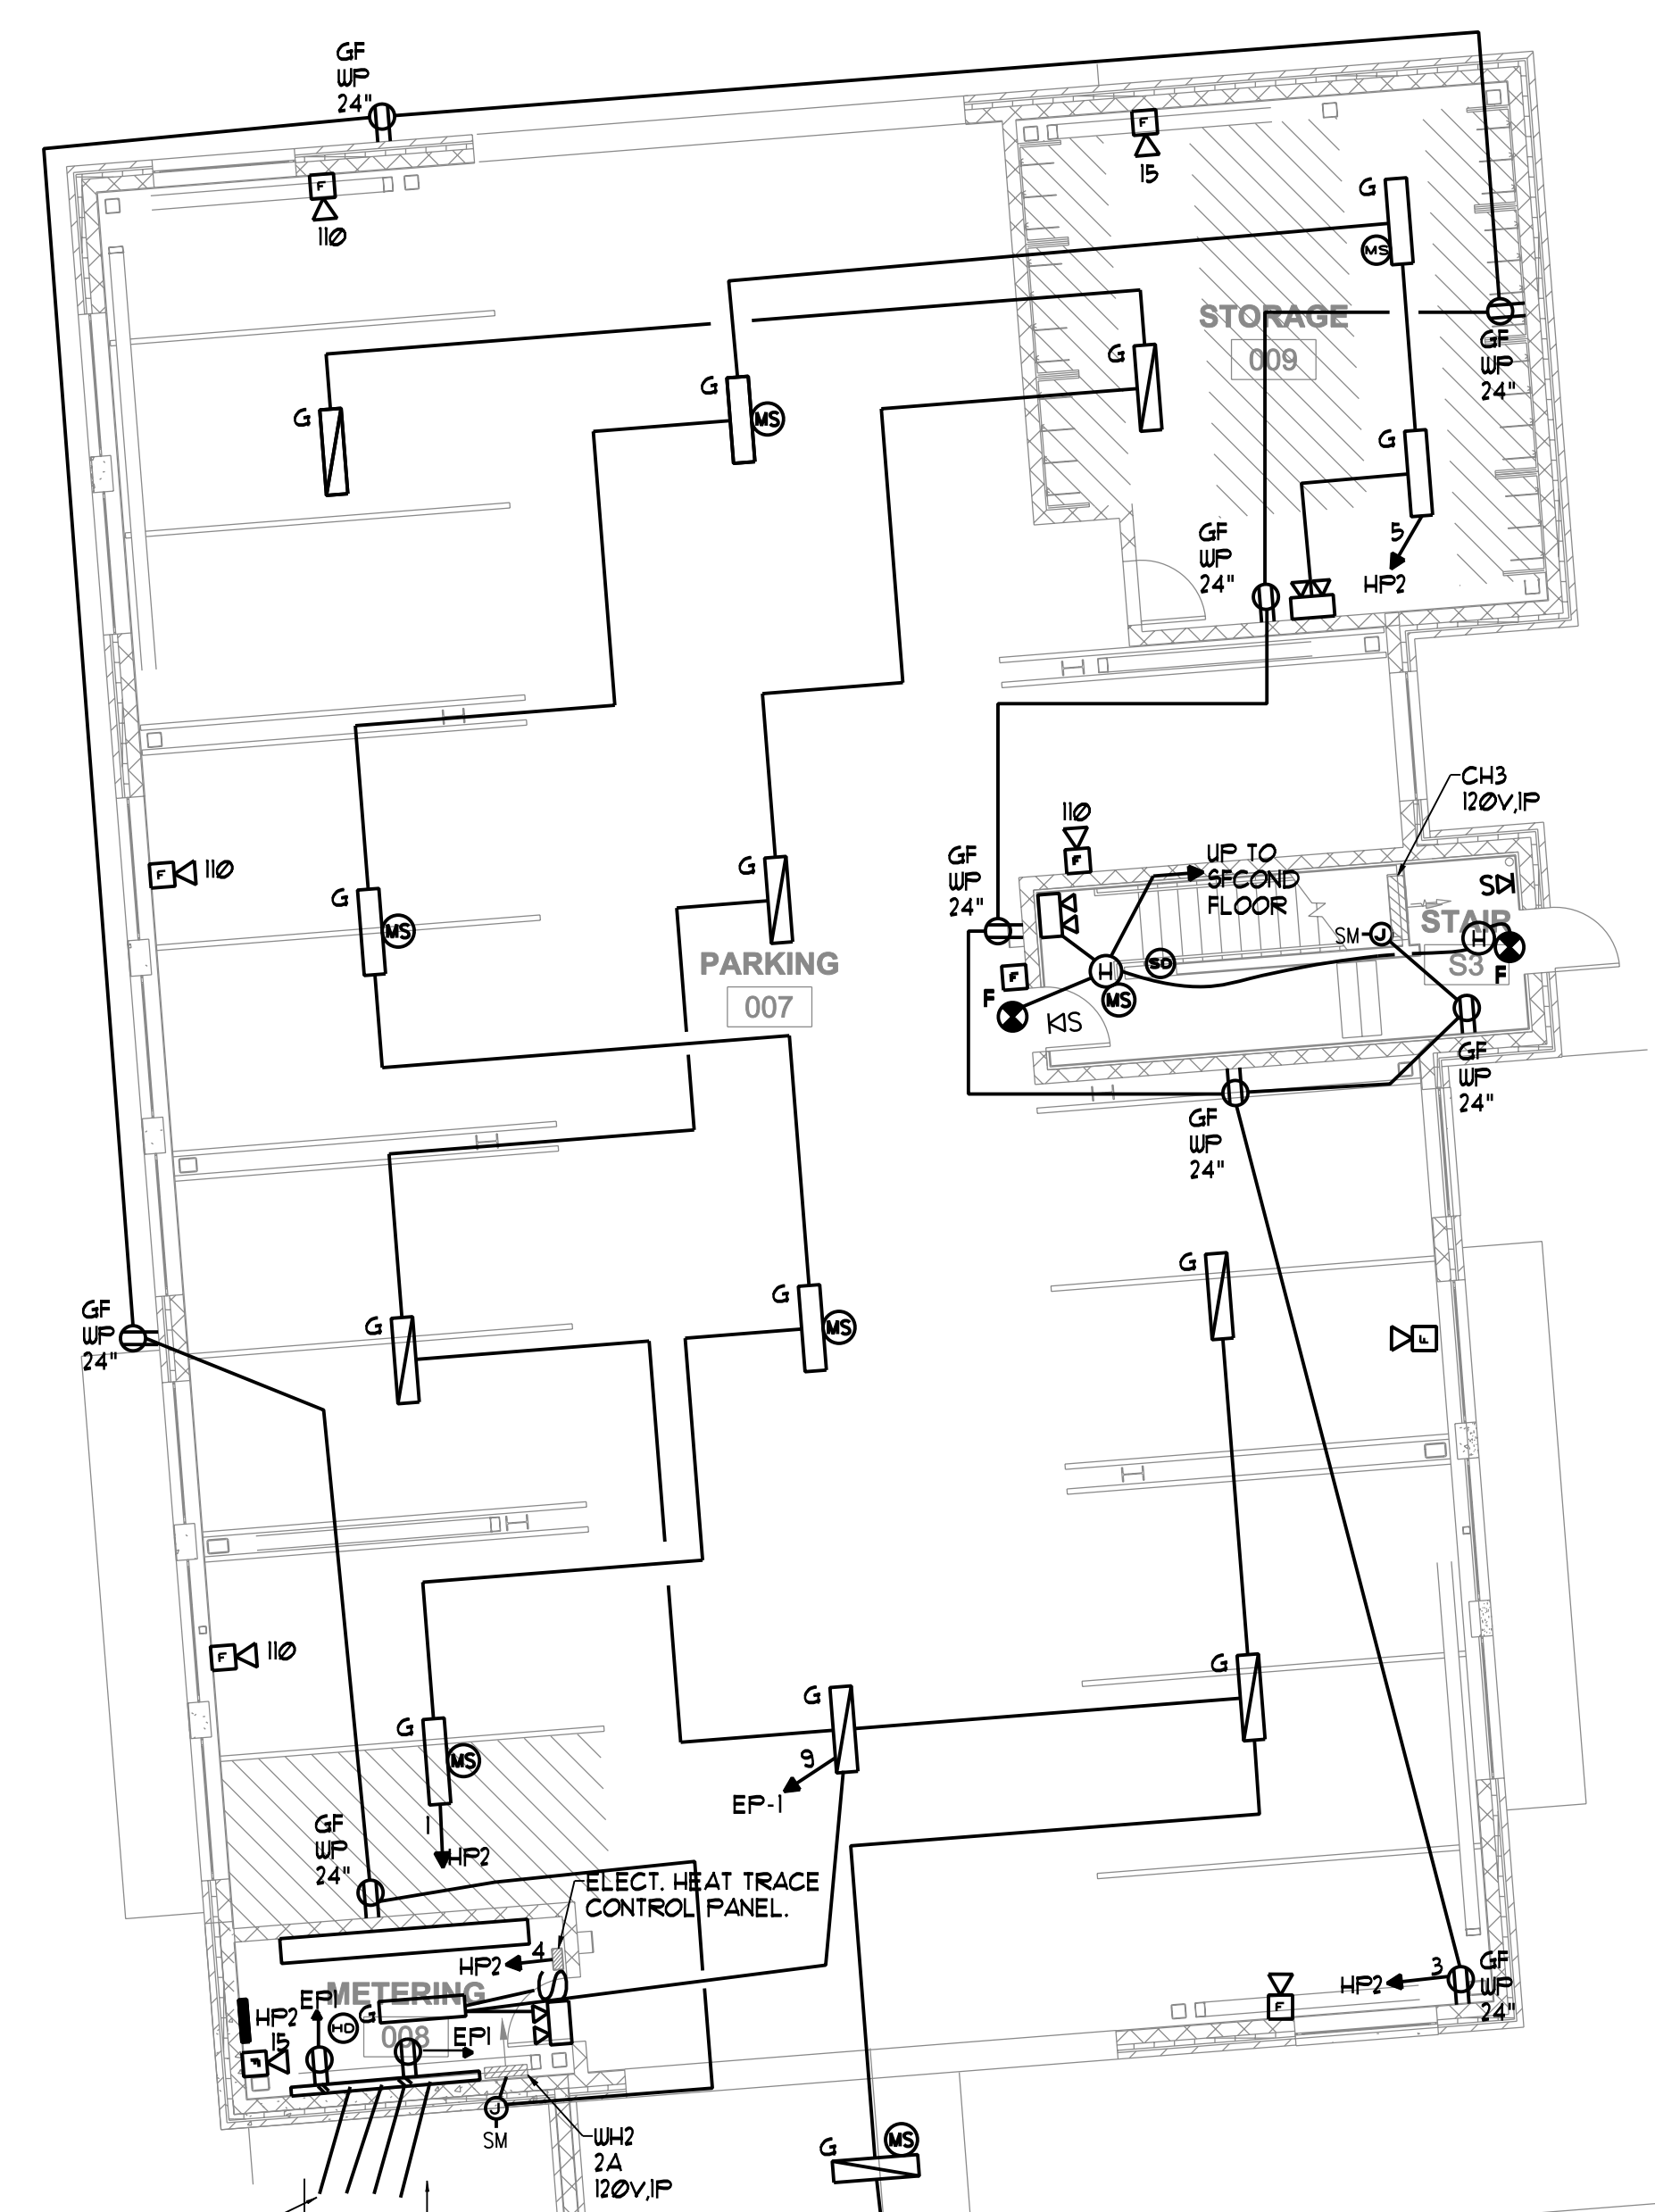 GF
WP
24"
F
110
F
15
G
MS
STORAGE
009
GF
WP
24"
G
G
MS
G
G
5
HP2
GF
WP
24"
CH3
120V,1P
110
F
UP TO
SECOND
FLOOR
F
110
G
MS
G
GF
WP
24"
S
STAIR
S3
SM
J
H
F
PARKING
007
F
F
H
SD
MS
S
GF
WP
24"
GF
WP
24"
G
GF
WP
24"
G
G
MS
F
F
110
G
G
9
EP-1
G
MS
1
HP2
GF
WP
24"
ELECT. HEAT TRACE
CONTROL PANEL.
4
HP2
S
METERING
008
EP1
HP2
15
HD
G
EP1
F
3
HP2
GF
WP
24"
F
J
SM
WH2
2A
120V,1P
G
MS